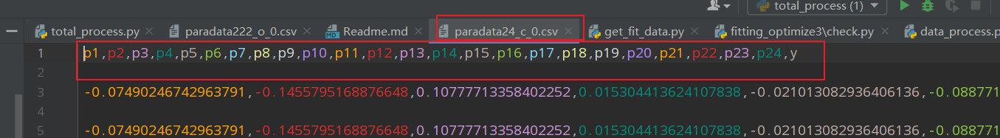 total_process (1)
total_process.py paradata222_o_0.csv Readme.md paradata24_c_0.csv get_fit_data.py fitting_optimize3\check.py data_process.p
1 p1,p2,p3,p4,p5,p6,p7,p8,p9,p10,p11,p12,p13,p14,p15,p16,p17,p18,p19,p20,p21,p22,p23,p24,y
2
3 -0.07490246742963791,-0.1455795168876648,0.10777713358402252,0.015304413624107838,-0.021013082936406136,-0.088771
4
5 -0.07490246742963791,-0.1455795168876648,0.10777713358402252,0.015304413624107838,-0.021013082936406136,-0.088771